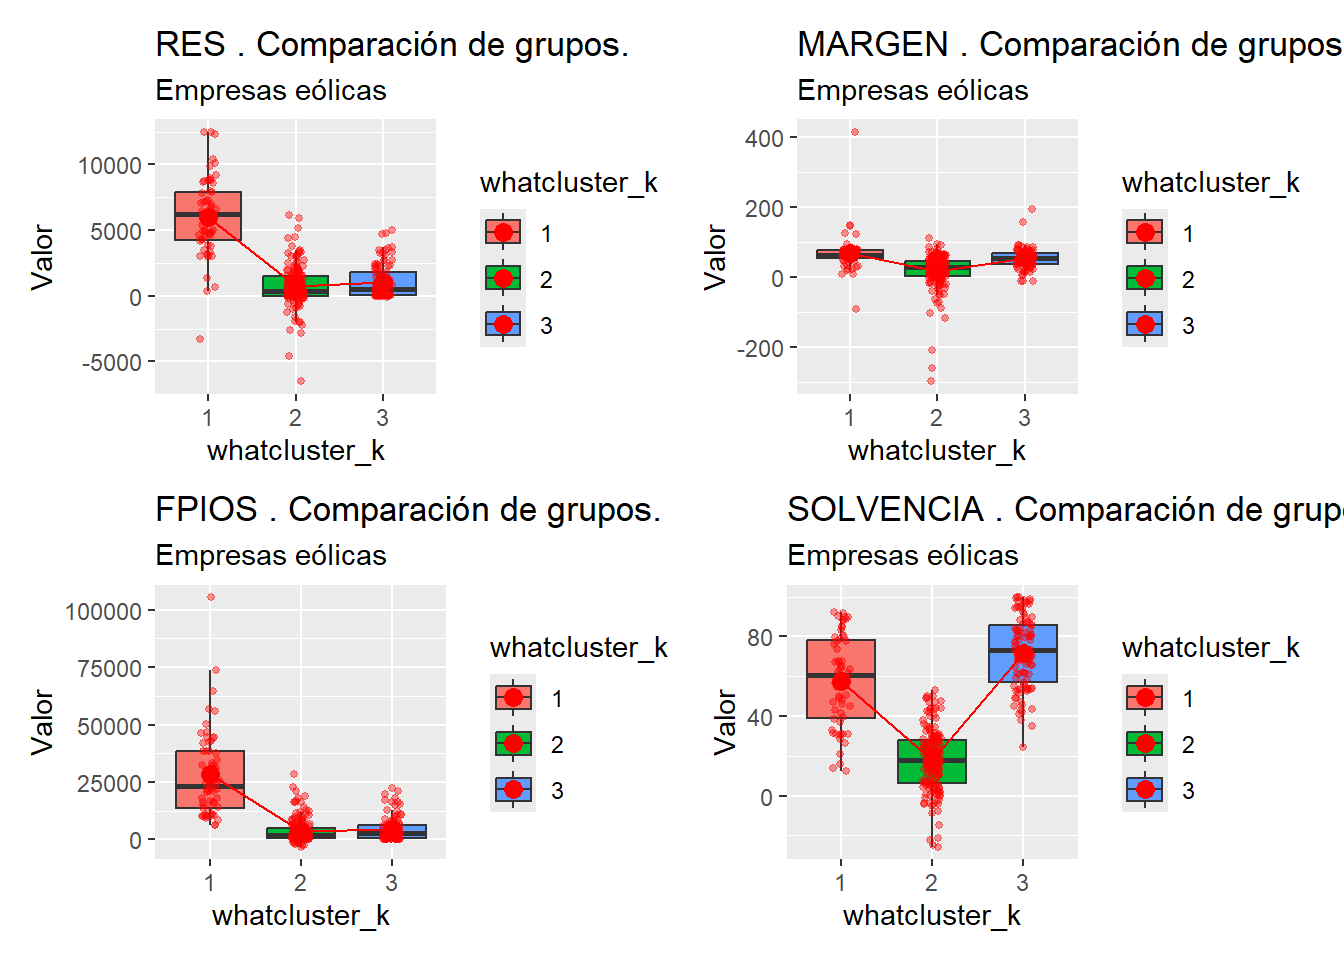 RES . Comparación de grupos.
Empresas eólicas
10000
5000
0
-5000
Valor
1 2 3
whatcluster_k
whatcluster_k
1
2
3
MARGEN . Comparación de grupos
Empresas eólicas
400
200
0
-200
Valor
1 2 3
whatcluster_k
whatcluster_k
1
2
3
FPIOS . Comparación de grupos.
Empresas eólicas
100000
75000
50000
25000
0
Valor
1 2 3
whatcluster_k
whatcluster_k
1
2
3
SOLVENCIA . Comparación de grup
Empresas eólicas
80
40
0
Valor
1 2 3
whatcluster_k
whatcluster_k
1
2
3